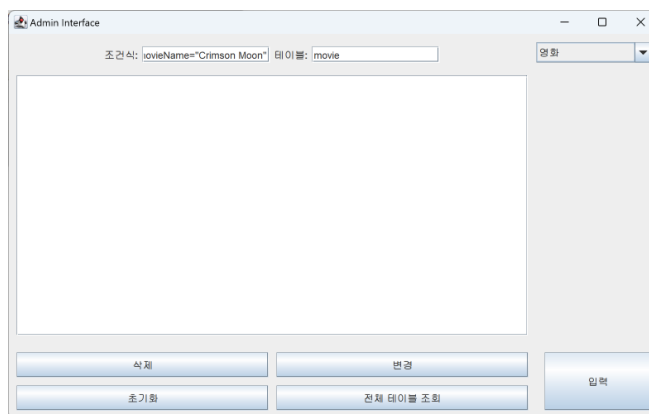 Admin Interface
조건식: ovieName="Crimson Moon" 테이블: movie 영화
삭제 변경
입력
초기화 전체 테이블 조회